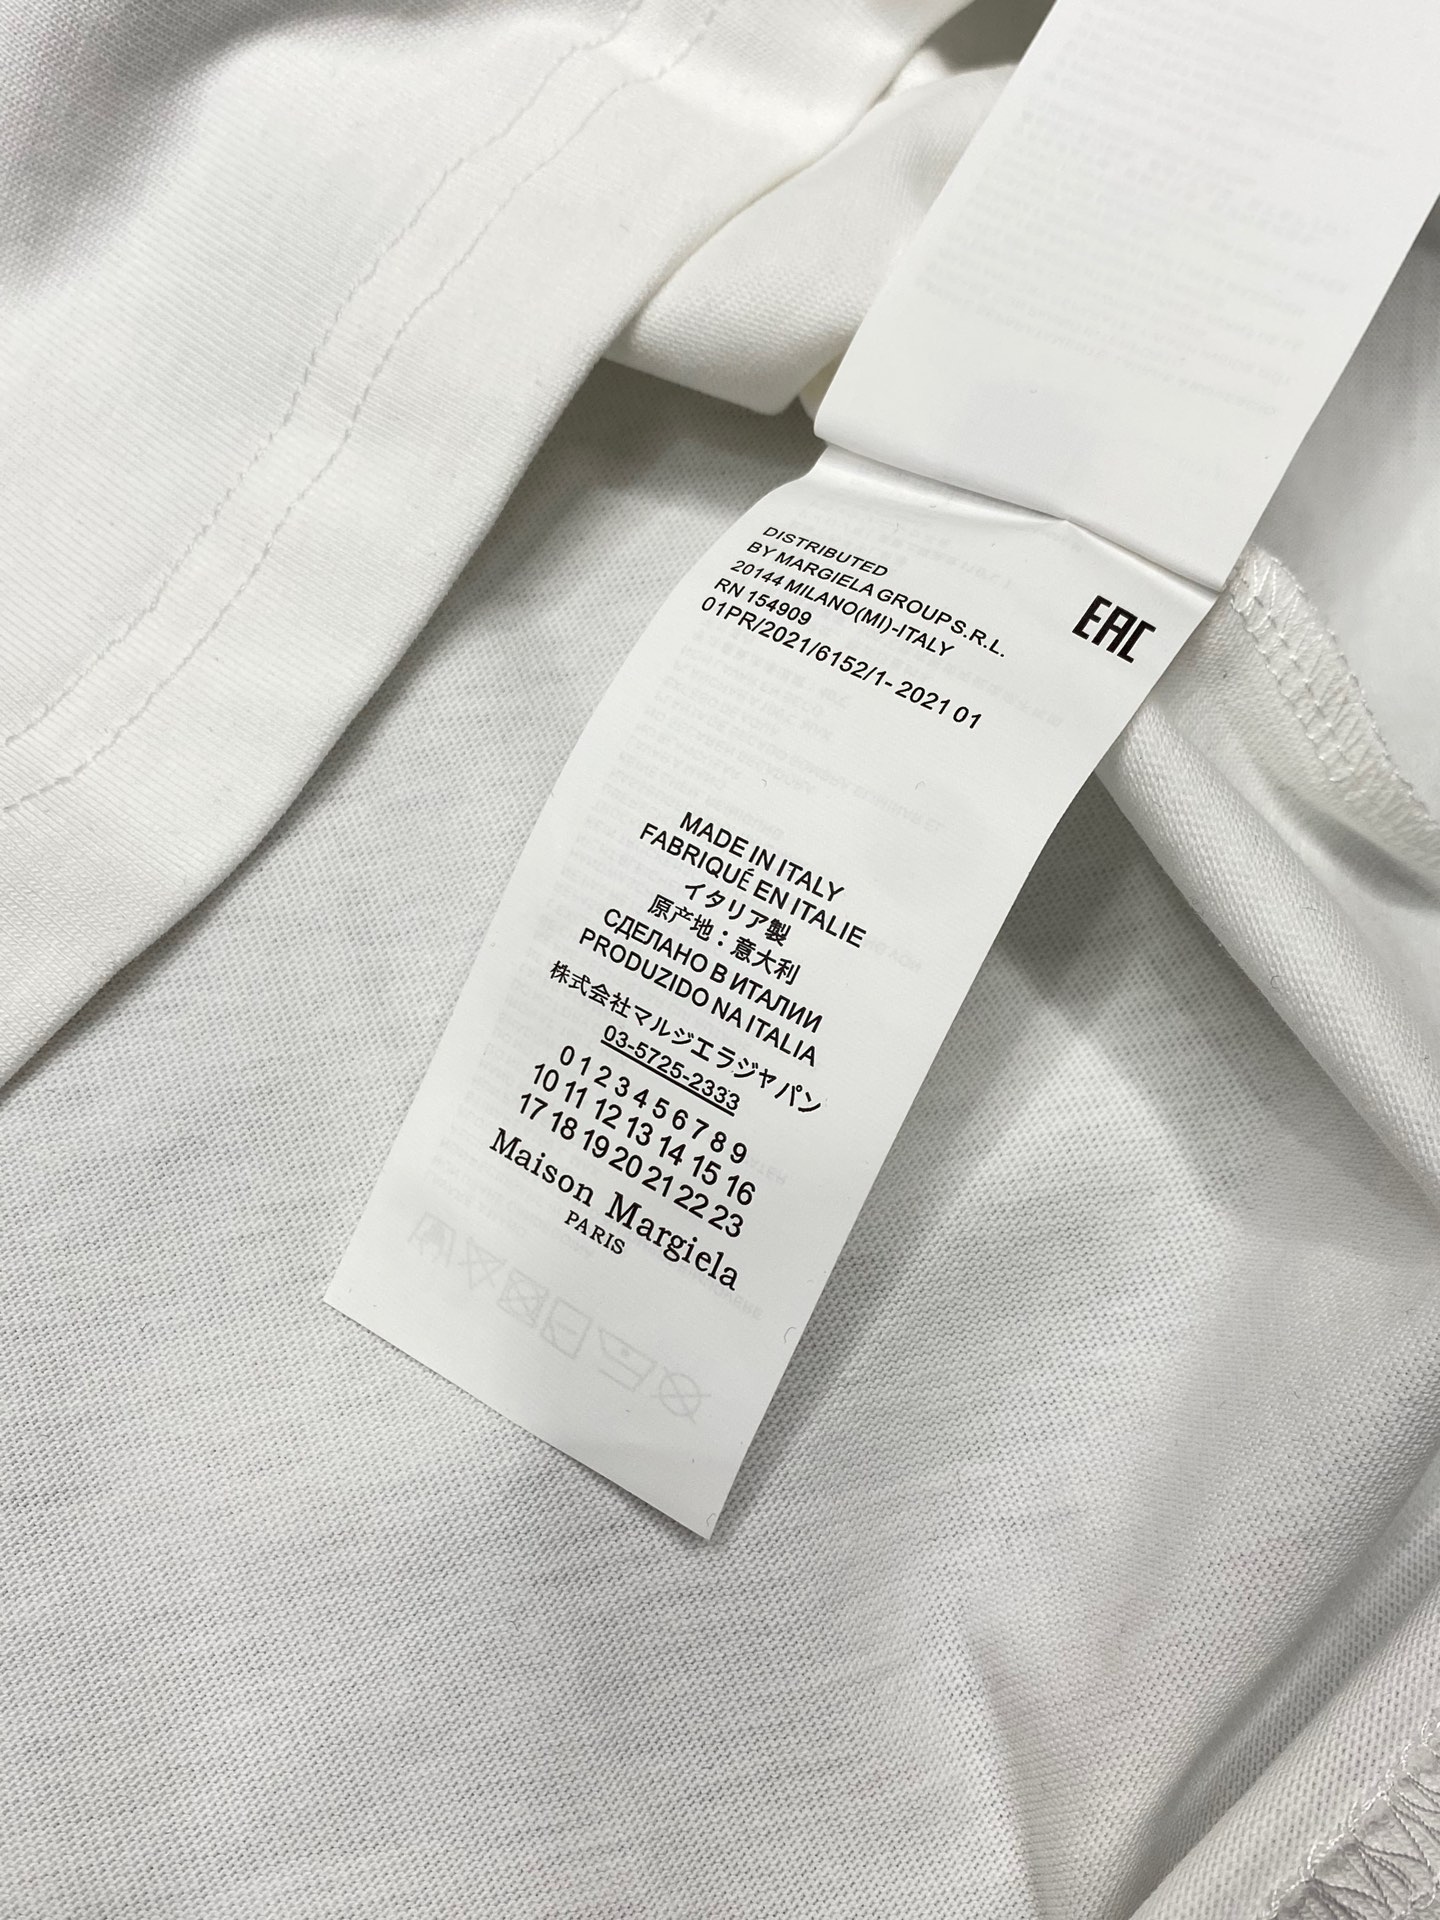 DISTRIBUTED
BY MARGIELA GROUP S.R.L.
20144 MILANO(MI)-ITALY
RN 154909
01PR/2021/6152/1- 2021 01
EAC
MADE IN ITALY
FABRIQUÉ EN ITALIE
イタリア製
原产地：意大利
СДЕЛАНО В ИТАЛИИ
PRODUZIDO NA ITALIA
株式会社マルジエラジャパン
03-5725-2333
0 1 2 3 4 5 6 7 8 9
10 11 12 13 14 15 16
17 18 19 20 21 22 23
Maison Margiela
PARIS